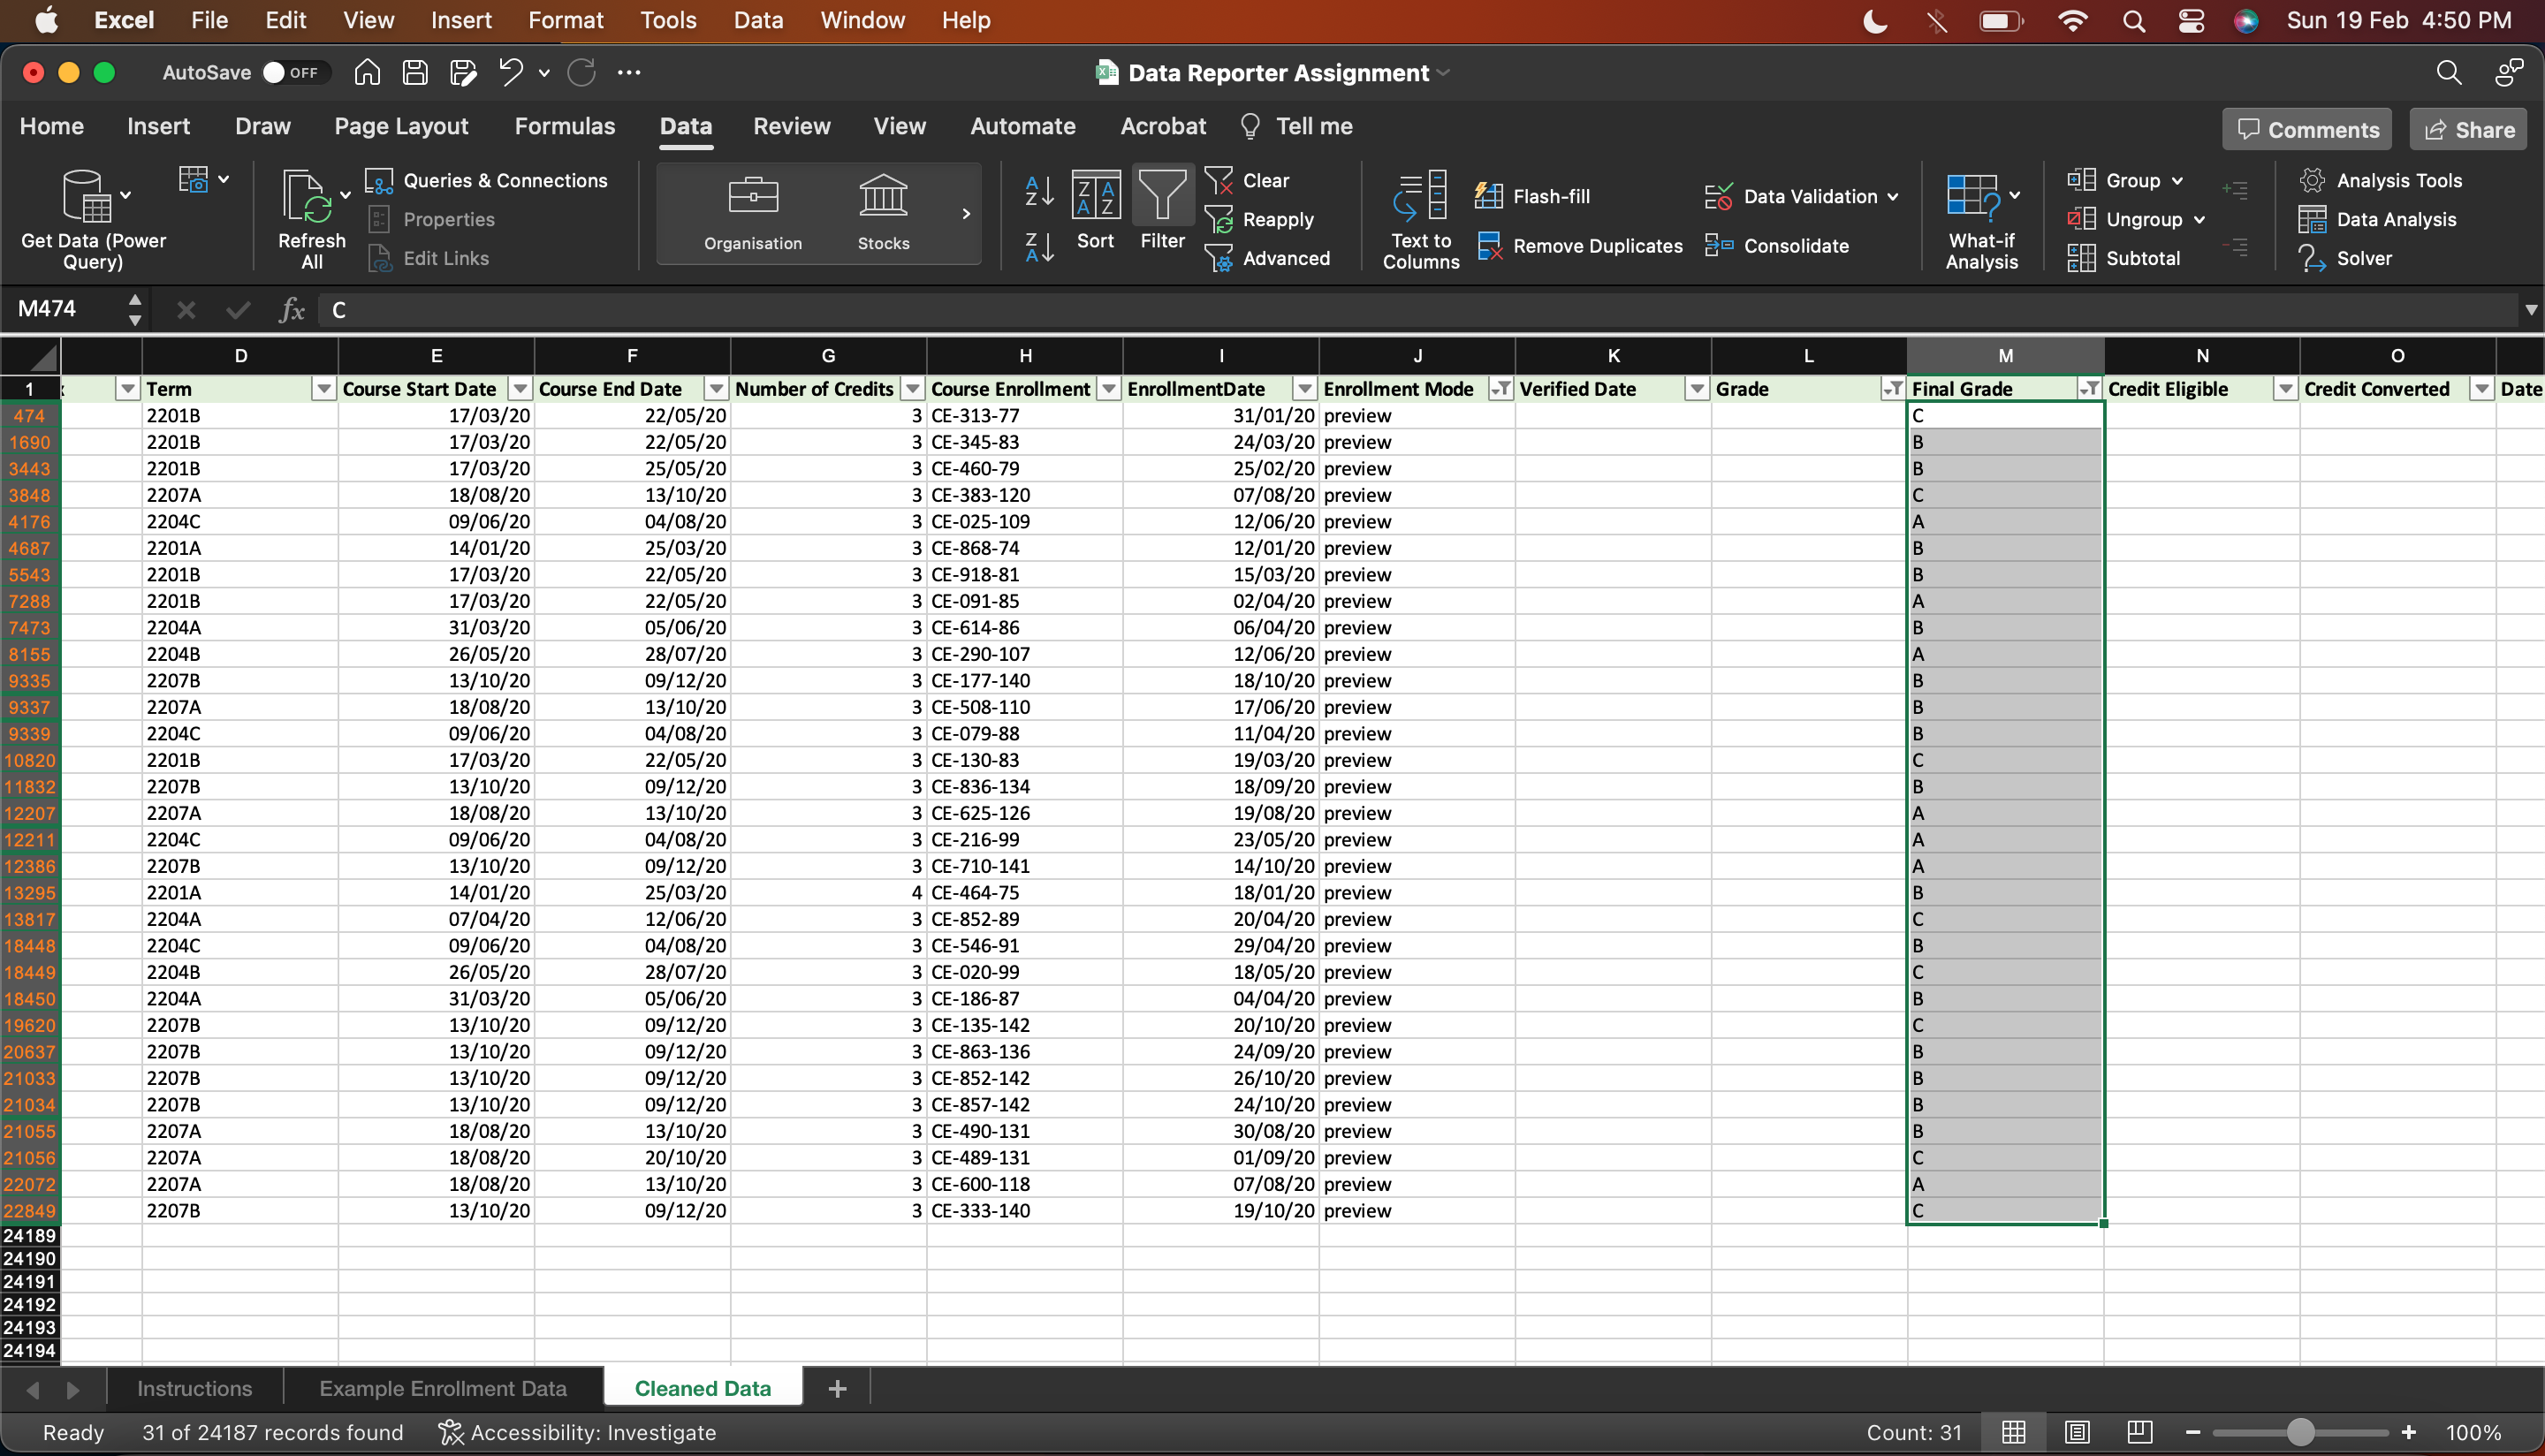 Excel File Edit View Insert Format Tools Data Window Help Sun 19 Feb 4:50 PM
AutoSave OFF Data Reporter Assignment
Home Insert Draw Page Layout Formulas Data Review View Automate Acrobat Tell me Comments Share
Get Data (Power Query) Refresh All Queries & Connections Properties Edit Links Organisation Stocks Sort Filter Clear Reapply Advanced Text to Columns Flash-fill Remove Duplicates Data Validation Consolidate What-if Analysis Group Ungroup Subtotal Analysis Tools Data Analysis Solver
M474 fx C
D E F G H I J K L M N O
1 Term Course Start Date Course End Date Number of Credits Course Enrollment EnrollmentDate Enrollment Mode Verified Date Grade Final Grade Credit Eligible Credit Converted Date
474 2201B 17/03/20 22/05/20 3 CE-313-77 31/01/20 preview C
1690 2201B 17/03/20 22/05/20 3 CE-345-83 24/03/20 preview B
3443 2201B 17/03/20 25/05/20 3 CE-460-79 25/02/20 preview B
3848 2207A 18/08/20 13/10/20 3 CE-383-120 07/08/20 preview C
4176 2204C 09/06/20 04/08/20 3 CE-025-109 12/06/20 preview A
4687 2201A 14/01/20 25/03/20 3 CE-868-74 12/01/20 preview B
5543 2201B 17/03/20 22/05/20 3 CE-918-81 15/03/20 preview B
7288 2201B 17/03/20 22/05/20 3 CE-091-85 02/04/20 preview A
7473 2204A 31/03/20 05/06/20 3 CE-614-86 06/04/20 preview B
8155 2204B 26/05/20 28/07/20 3 CE-290-107 12/06/20 preview A
9335 2207B 13/10/20 09/12/20 3 CE-177-140 18/10/20 preview B
9337 2207A 18/08/20 13/10/20 3 CE-508-110 17/06/20 preview B
9339 2204C 09/06/20 04/08/20 3 CE-079-88 11/04/20 preview B
10820 2201B 17/03/20 22/05/20 3 CE-130-83 19/03/20 preview C
11832 2207B 13/10/20 09/12/20 3 CE-836-134 18/09/20 preview B
12207 2207A 18/08/20 13/10/20 3 CE-625-126 19/08/20 preview A
12211 2204C 09/06/20 04/08/20 3 CE-216-99 23/05/20 preview A
12386 2207B 13/10/20 09/12/20 3 CE-710-141 14/10/20 preview A
13295 2201A 14/01/20 25/03/20 4 CE-464-75 18/01/20 preview B
13817 2204A 07/04/20 12/06/20 3 CE-852-89 20/04/20 preview C
18448 2204C 09/06/20 04/08/20 3 CE-546-91 29/04/20 preview B
18449 2204B 26/05/20 28/07/20 3 CE-020-99 18/05/20 preview C
18450 2204A 31/03/20 05/06/20 3 CE-186-87 04/04/20 preview B
19620 2207B 13/10/20 09/12/20 3 CE-135-142 20/10/20 preview C
20637 2207B 13/10/20 09/12/20 3 CE-863-136 24/09/20 preview B
21033 2207B 13/10/20 09/12/20 3 CE-852-142 26/10/20 preview B
21034 2207B 13/10/20 09/12/20 3 CE-857-142 24/10/20 preview B
21055 2207A 18/08/20 13/10/20 3 CE-490-131 30/08/20 preview B
21056 2207A 18/08/20 20/10/20 3 CE-489-131 01/09/20 preview C
22072 2207A 18/08/20 13/10/20 3 CE-600-118 07/08/20 preview A
22849 2207B 13/10/20 09/12/20 3 CE-333-140 19/10/20 preview C
24189
24190
24191
24192
24193
24194
Instructions Example Enrollment Data Cleaned Data +
Ready 31 of 24187 records found Accessibility: Investigate Count: 31 100%